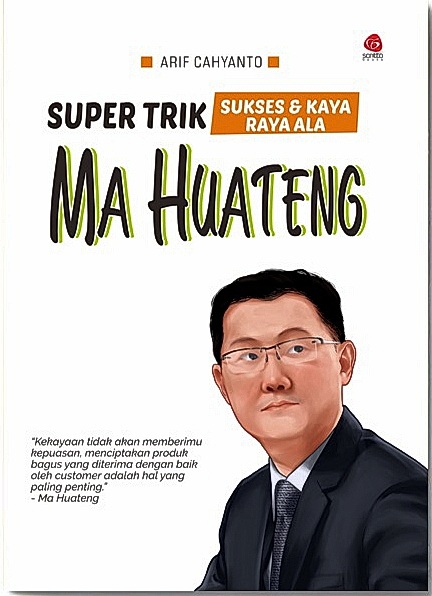 ARIF CAHYANTO
SUPER TRIK
SUKSES & KAYA
RAYA ALA
MA HUATENG
"Kekayaan tidak akan memberimu
kepuasan, menciptakan produk
bagus yang diterima dengan baik
oleh customer adalah hal yang
paling penting."
- Ma Huateng